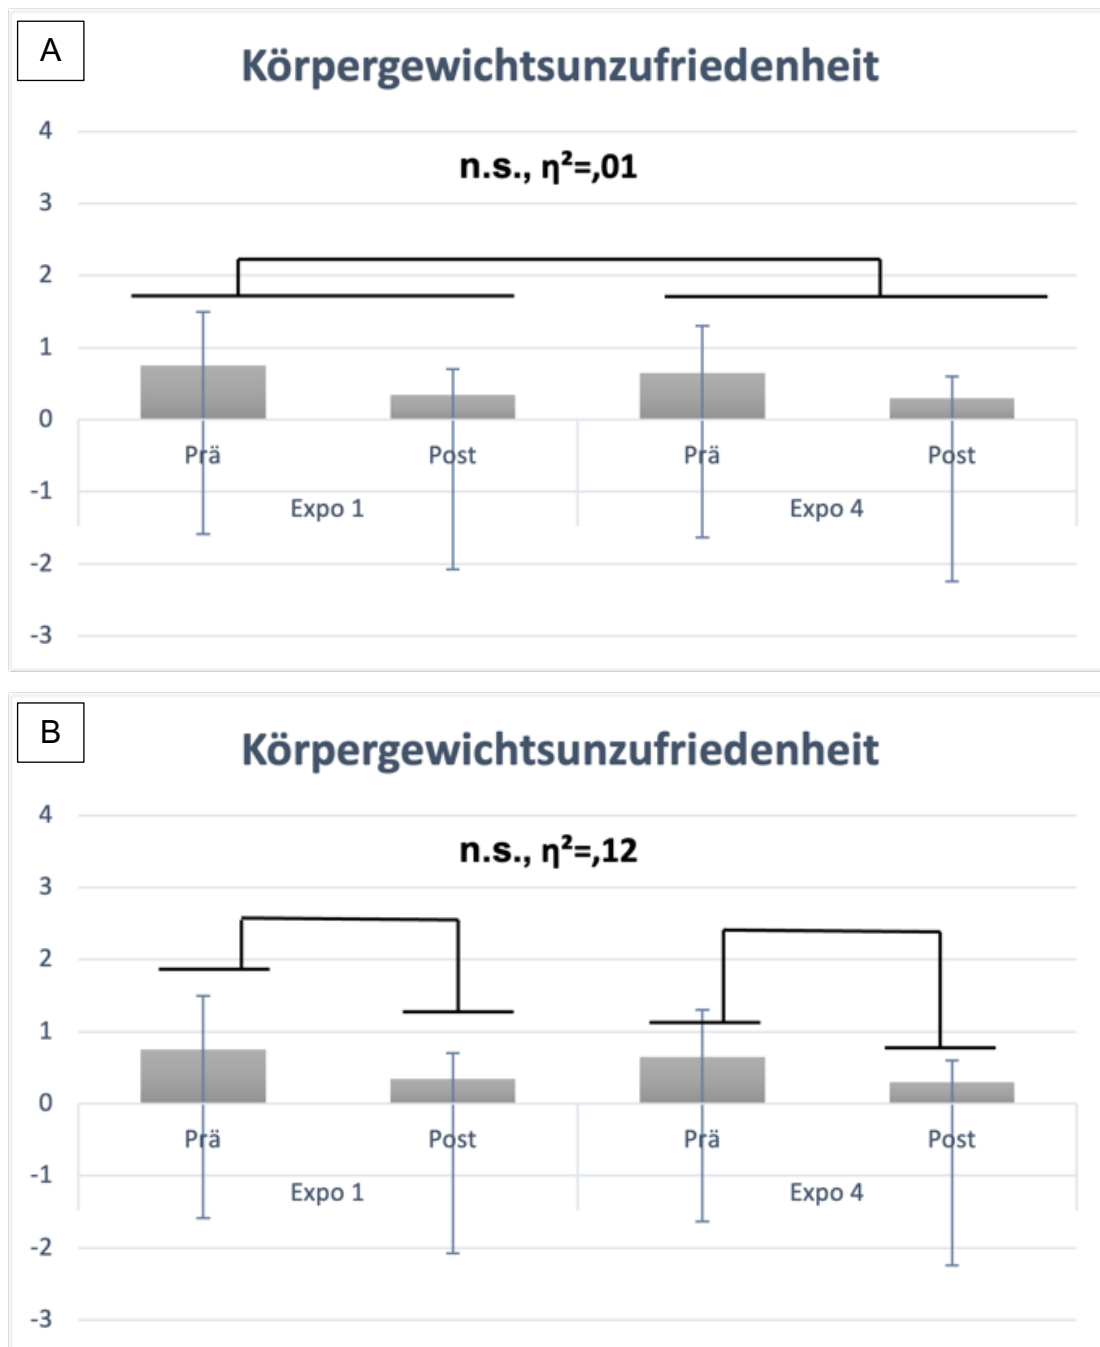 A
Körpergewichtsunzufriedenheit
4
n.s., η²=,01
3
2
1
0
Prä Post Prä Post
-1
Expo 1 Expo 4
-2
-3
B
Körpergewichtsunzufriedenheit
4
n.s., η²=,12
3
2
1
0
Prä Post Prä Post
-1
Expo 1 Expo 4
-2
-3